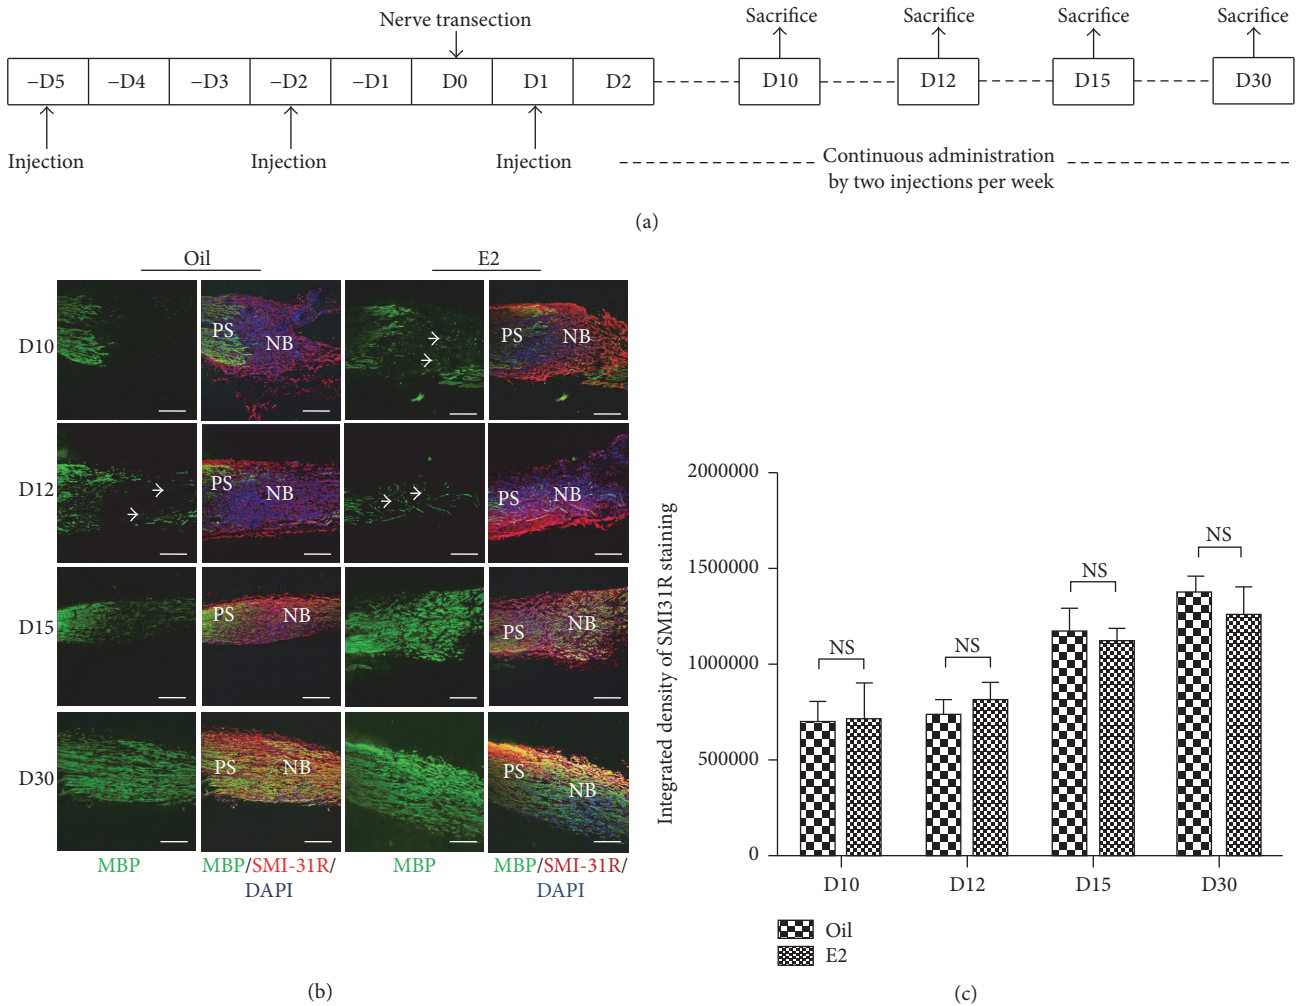 Nerve transection
Sacrifice Sacrifice Sacrifice Sacrifice
−D5 −D4 −D3 −D2 −D1 D0 D1 D2 D10 D12 D15 D30
Injection Injection Injection
Continuous administration
by two injections per week
(a)
Oil E2
D10
PS NB PS NB
D12
PS NB PS NB
D15
PS NB PS NB
D30
PS NB PS NB
MBP MBP/SMI-31R/ MBP MBP/SMI-31R/
DAPI DAPI
(b)
Integrated density of SMI31R staining
2000000
1500000
1000000
500000
0
NS NS NS NS
D10 D12 D15 D30
Oil
E2
(c)